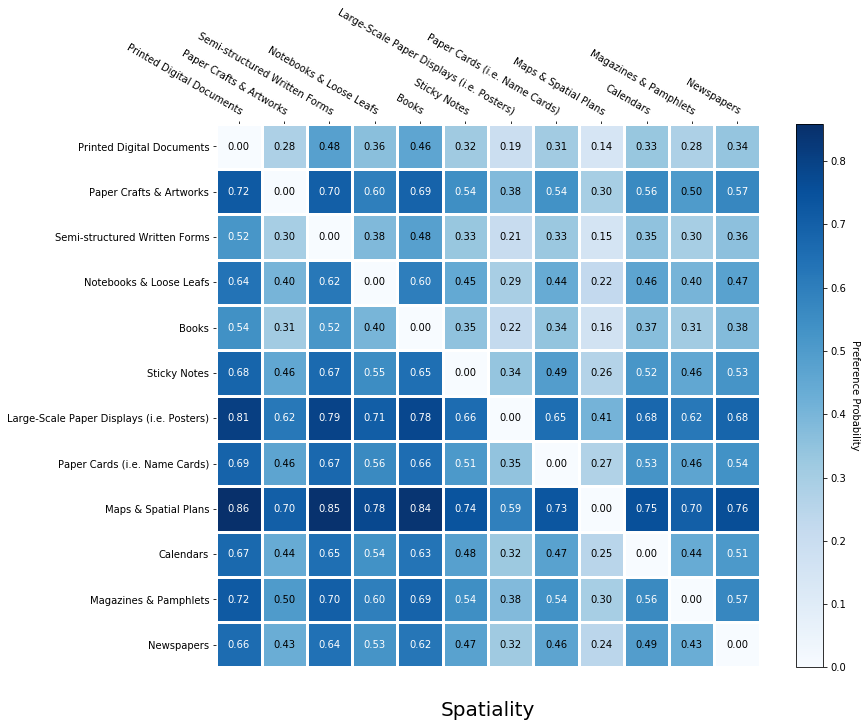 Printed Digital Documents
Paper Crafts & Artworks
Semi-structured Written Forms
Notebooks & Loose Leafs
Books
Sticky Notes
Large-Scale Paper Displays (i.e. Posters)
Paper Cards (i.e. Name Cards)
Maps & Spatial Plans
Calendars
Magazines & Pamphlets
Newspapers
Printed Digital Documents 0.00 0.28 0.48 0.36 0.46 0.32 0.19 0.31 0.14 0.33 0.28 0.34
Paper Crafts & Artworks 0.72 0.00 0.70 0.60 0.69 0.54 0.38 0.54 0.30 0.56 0.50 0.57
Semi-structured Written Forms 0.52 0.30 0.00 0.38 0.48 0.33 0.21 0.33 0.15 0.35 0.30 0.36
Notebooks & Loose Leafs 0.64 0.40 0.62 0.00 0.60 0.45 0.29 0.44 0.22 0.46 0.40 0.47
Books 0.54 0.31 0.52 0.40 0.00 0.35 0.22 0.34 0.16 0.37 0.31 0.38
Sticky Notes 0.68 0.46 0.67 0.55 0.65 0.00 0.34 0.49 0.26 0.52 0.46 0.53
Large-Scale Paper Displays (i.e. Posters) 0.81 0.62 0.79 0.71 0.78 0.66 0.00 0.65 0.41 0.68 0.62 0.68
Paper Cards (i.e. Name Cards) 0.69 0.46 0.67 0.56 0.66 0.51 0.35 0.00 0.27 0.53 0.46 0.54
Maps & Spatial Plans 0.86 0.70 0.85 0.78 0.84 0.74 0.59 0.73 0.00 0.75 0.70 0.76
Calendars 0.67 0.44 0.65 0.54 0.63 0.48 0.32 0.47 0.25 0.00 0.44 0.51
Magazines & Pamphlets 0.72 0.50 0.70 0.60 0.69 0.54 0.38 0.54 0.30 0.56 0.00 0.57
Newspapers 0.66 0.43 0.64 0.53 0.62 0.47 0.32 0.46 0.24 0.49 0.43 0.00
0.8
0.7
0.6
0.5
0.4
0.3
0.2
0.1
0.0
Preference Probability
Spatiality